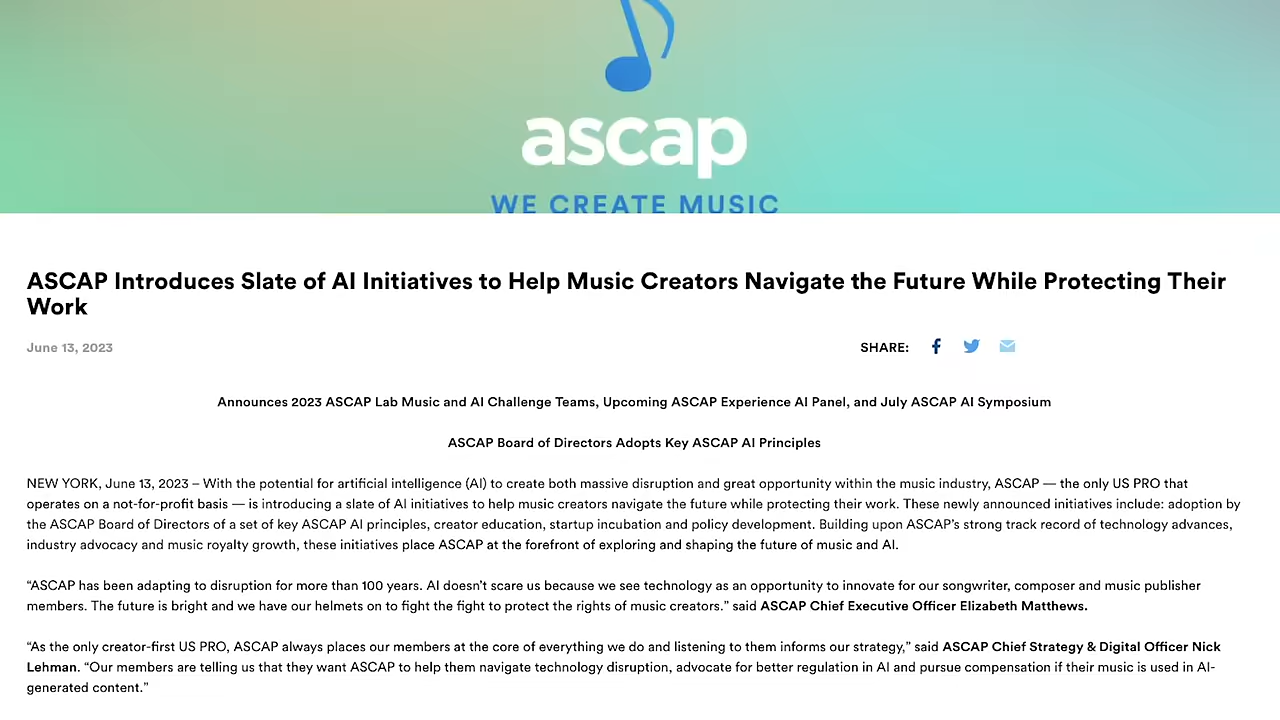 ascap
WE CREATE MUSIC
ASCAP Introduces Slate of AI Initiatives to Help Music Creators Navigate the Future While Protecting Their
Work
June 13, 2023
SHARE:
Announces 2023 ASCAP Lab Music and AI Challenge Teams, Upcoming ASCAP Experience AI Panel, and July ASCAP AI Symposium
ASCAP Board of Directors Adopts Key ASCAP AI Principles
NEW YORK, June 13, 2023 – With the potential for artificial intelligence (AI) to create both massive disruption and great opportunity within the music industry, ASCAP — the only US PRO that
operates on a not-for-profit basis — is introducing a slate of AI initiatives to help music creators navigate the future while protecting their work. These newly announced initiatives include: adoption by
the ASCAP Board of Directors of a set of key ASCAP AI principles, creator education, startup incubation and policy development. Building upon ASCAP's strong track record of technology advances,
industry advocacy and music royalty growth, these initiatives place ASCAP at the forefront of exploring and shaping the future of music and AI.
“ASCAP has been adapting to disruption for more than 100 years. AI doesn't scare us because we see technology as an opportunity to innovate for our songwriter, composer and music publisher
members. The future is bright and we have our helmets on to fight the fight to protect the rights of music creators.” said ASCAP Chief Executive Officer Elizabeth Matthews.
“As the only creator-first US PRO, ASCAP always places our members at the core of everything we do and listening to them informs our strategy,” said ASCAP Chief Strategy & Digital Officer Nick
Lehman. “Our members are telling us that they want ASCAP to help them navigate technology disruption, advocate for better regulation in AI and pursue compensation if their music is used in AI-
generated content.”